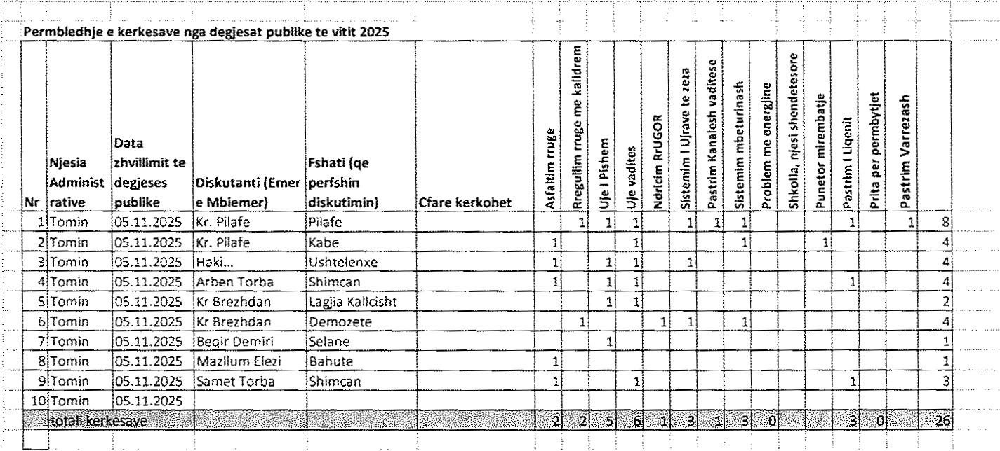 Permbledhje e kerkesave nga degjesat publike te vitit 2025
Nr Njesia Administ rative Data zhvillimit te degjeses publike Diskutanti (Emer e Mbiemer) Fshati (qe perfshin diskutimin) Cfare kerkohet Asfaltim rruge Rregullim rruge me kalldrem Uje I Pishem Uje vadites Ndricim RrUGOR Sistemim I Ujrave te zeza Pastrim Kanalesh vaditese Sistemim mbeturinash Problem me energjine Shkolla, njesi shendetesore Punetor mirembatje Pastrim I Liqenit Prita per permbytjet Pastrim Varrezash
1 Tomin 05.11.2025 Kr. Pilafe Pilafe 1 1 1 1 1 1 1 1 8
2 Tomin 05.11.2025 Kr. Pilafe Kabe 1 1 1 1 4
3 Tomin 05.11.2025 Haki... Ushtelenxe 1 1 1 1 4
4 Tomin 05.11.2025 Arben Torba Shimcan 1 1 1 1 4
5 Tomin 05.11.2025 Kr Brezhdan Lagjia Kallcisht 1 1 2
6 Tomin 05.11.2025 Kr Brezhdan Demozete 1 1 1 1 4
7 Tomin 05.11.2025 Beqir Demiri Selane 1 1
8 Tomin 05.11.2025 Mazllum Elezi Bahute 1 1
9 Tomin 05.11.2025 Samet Torba Shimcan 1 1 1 3
10 Tomin 05.11.2025
totali kerkesave 2 2 5 6 1 3 1 3 0 3 0 26